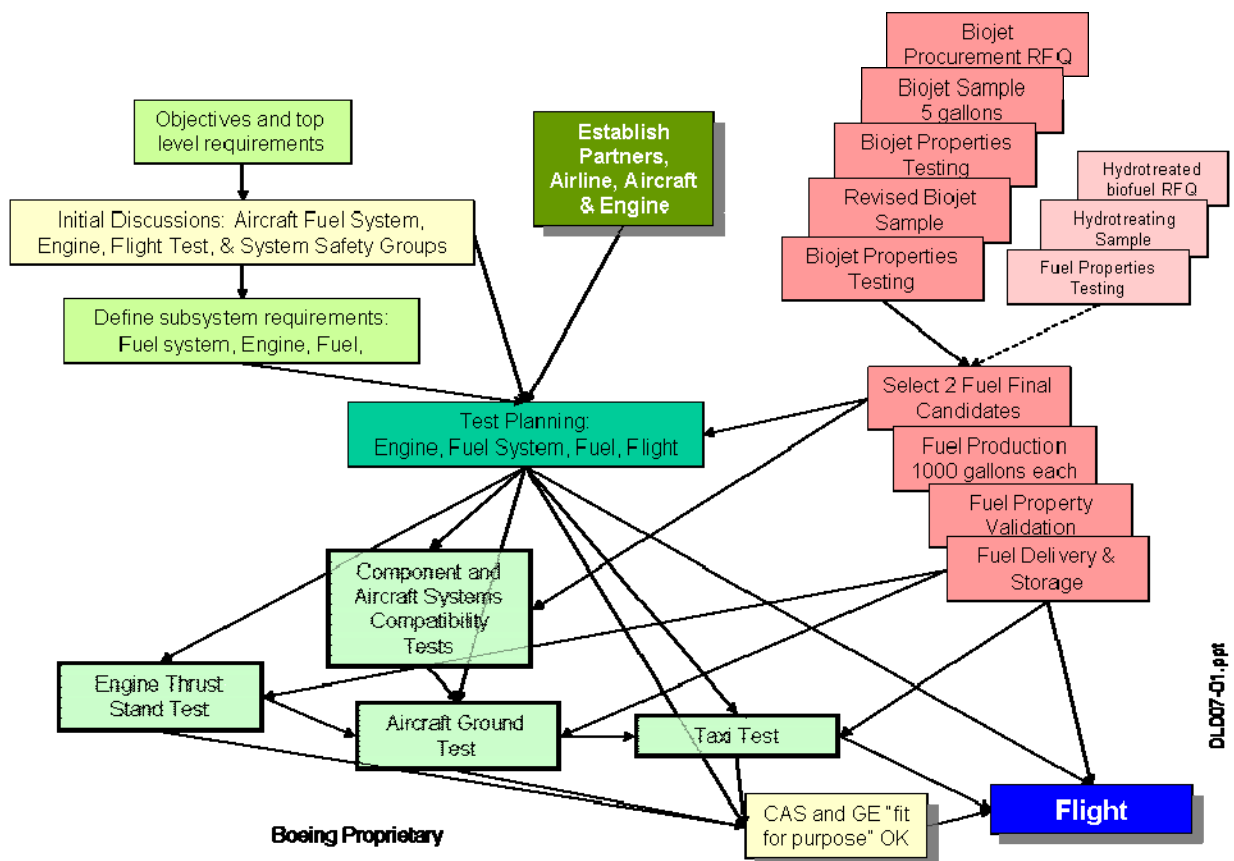 Biojet
Procurement RFQ
Biojet Sample
5 gallons
Biojet Properties
Testing
Revised Biojet
Sample
Biojet Properties
Testing
Hydrotreated
biofuel RFQ
Hydrotreating
Sample
Fuel Properties
Testing
Objectives and top
level requirements
Establish
Partners,
Airline, Aircraft
& Engine
Initial Discussions: Aircraft Fuel System,
Engine, Flight Test, & System Safety Groups
Define subsystem requirements:
Fuel system, Engine, Fuel,
Test Planning:
Engine, Fuel System, Fuel, Flight
Select 2 Fuel Final
Candidates
Fuel Production
1000 gallons each
Fuel Property
Validation
Fuel Delivery &
Storage
Component and
Aircraft Systems
Compatibility
Tests
Engine Thrust
Stand Test
Aircraft Ground
Test
Taxi Test
CAS and GE "fit
for purpose" OK
Flight
Boeing Proprietary
DLD07-01.ppt